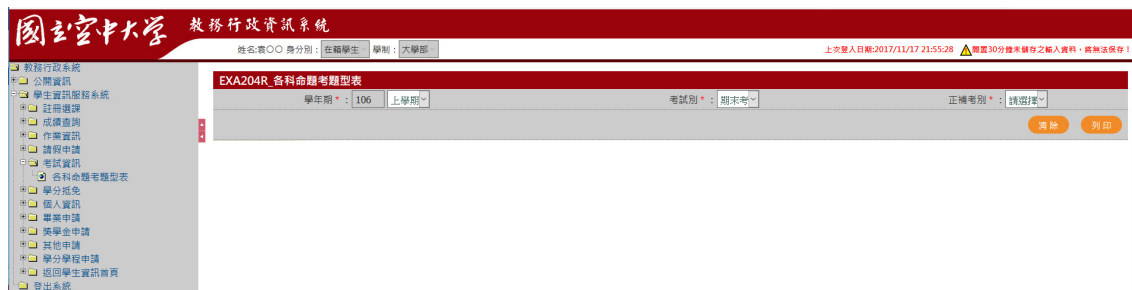 國立空中大學 教務行政資訊系統
姓名:袁〇〇 身分別：在籍學生 學制：大學部
上次登入日期:2017/11/17 21:55:28 閒置30分鐘未儲存之輸入資料，將無法保存！
教務行政系統
公開資訊
學生資訊服務系統
註冊選課
成績查詢
作業資訊
請假申請
考試資訊
各科命題考題型表
學分抵免
個人資訊
畢業申請
獎學金申請
其他申請
學分學程申請
返回學生資訊首頁
登出系統
EXA204R_各科命題考題型表
學年期 *：106 上學期 考試別 *：期末考 正補考別 *：請選擇
清除 列印